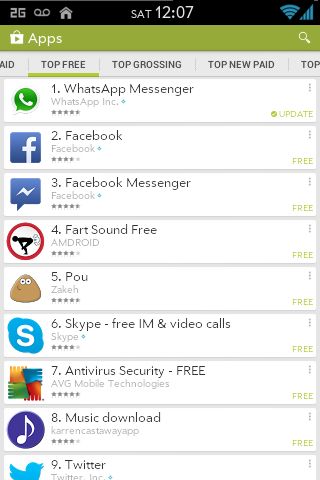 2G SAT 12:07
Apps
AID TOP FREE TOP GROSSING TOP NEW PAID TOP
1. WhatsApp Messenger
WhatsApp Inc.
UPDATE
2. Facebook
Facebook
FREE
3. Facebook Messenger
Facebook
FREE
4. Fart Sound Free
AMDROID
FREE
5. Pou
Zakeh
FREE
6. Skype - free IM & video calls
Skype
FREE
7. Antivirus Security - FREE
AVG Mobile Technologies
FREE
8. Music download
karrencastawayapp
FREE
9. Twitter
Twitter, Inc.